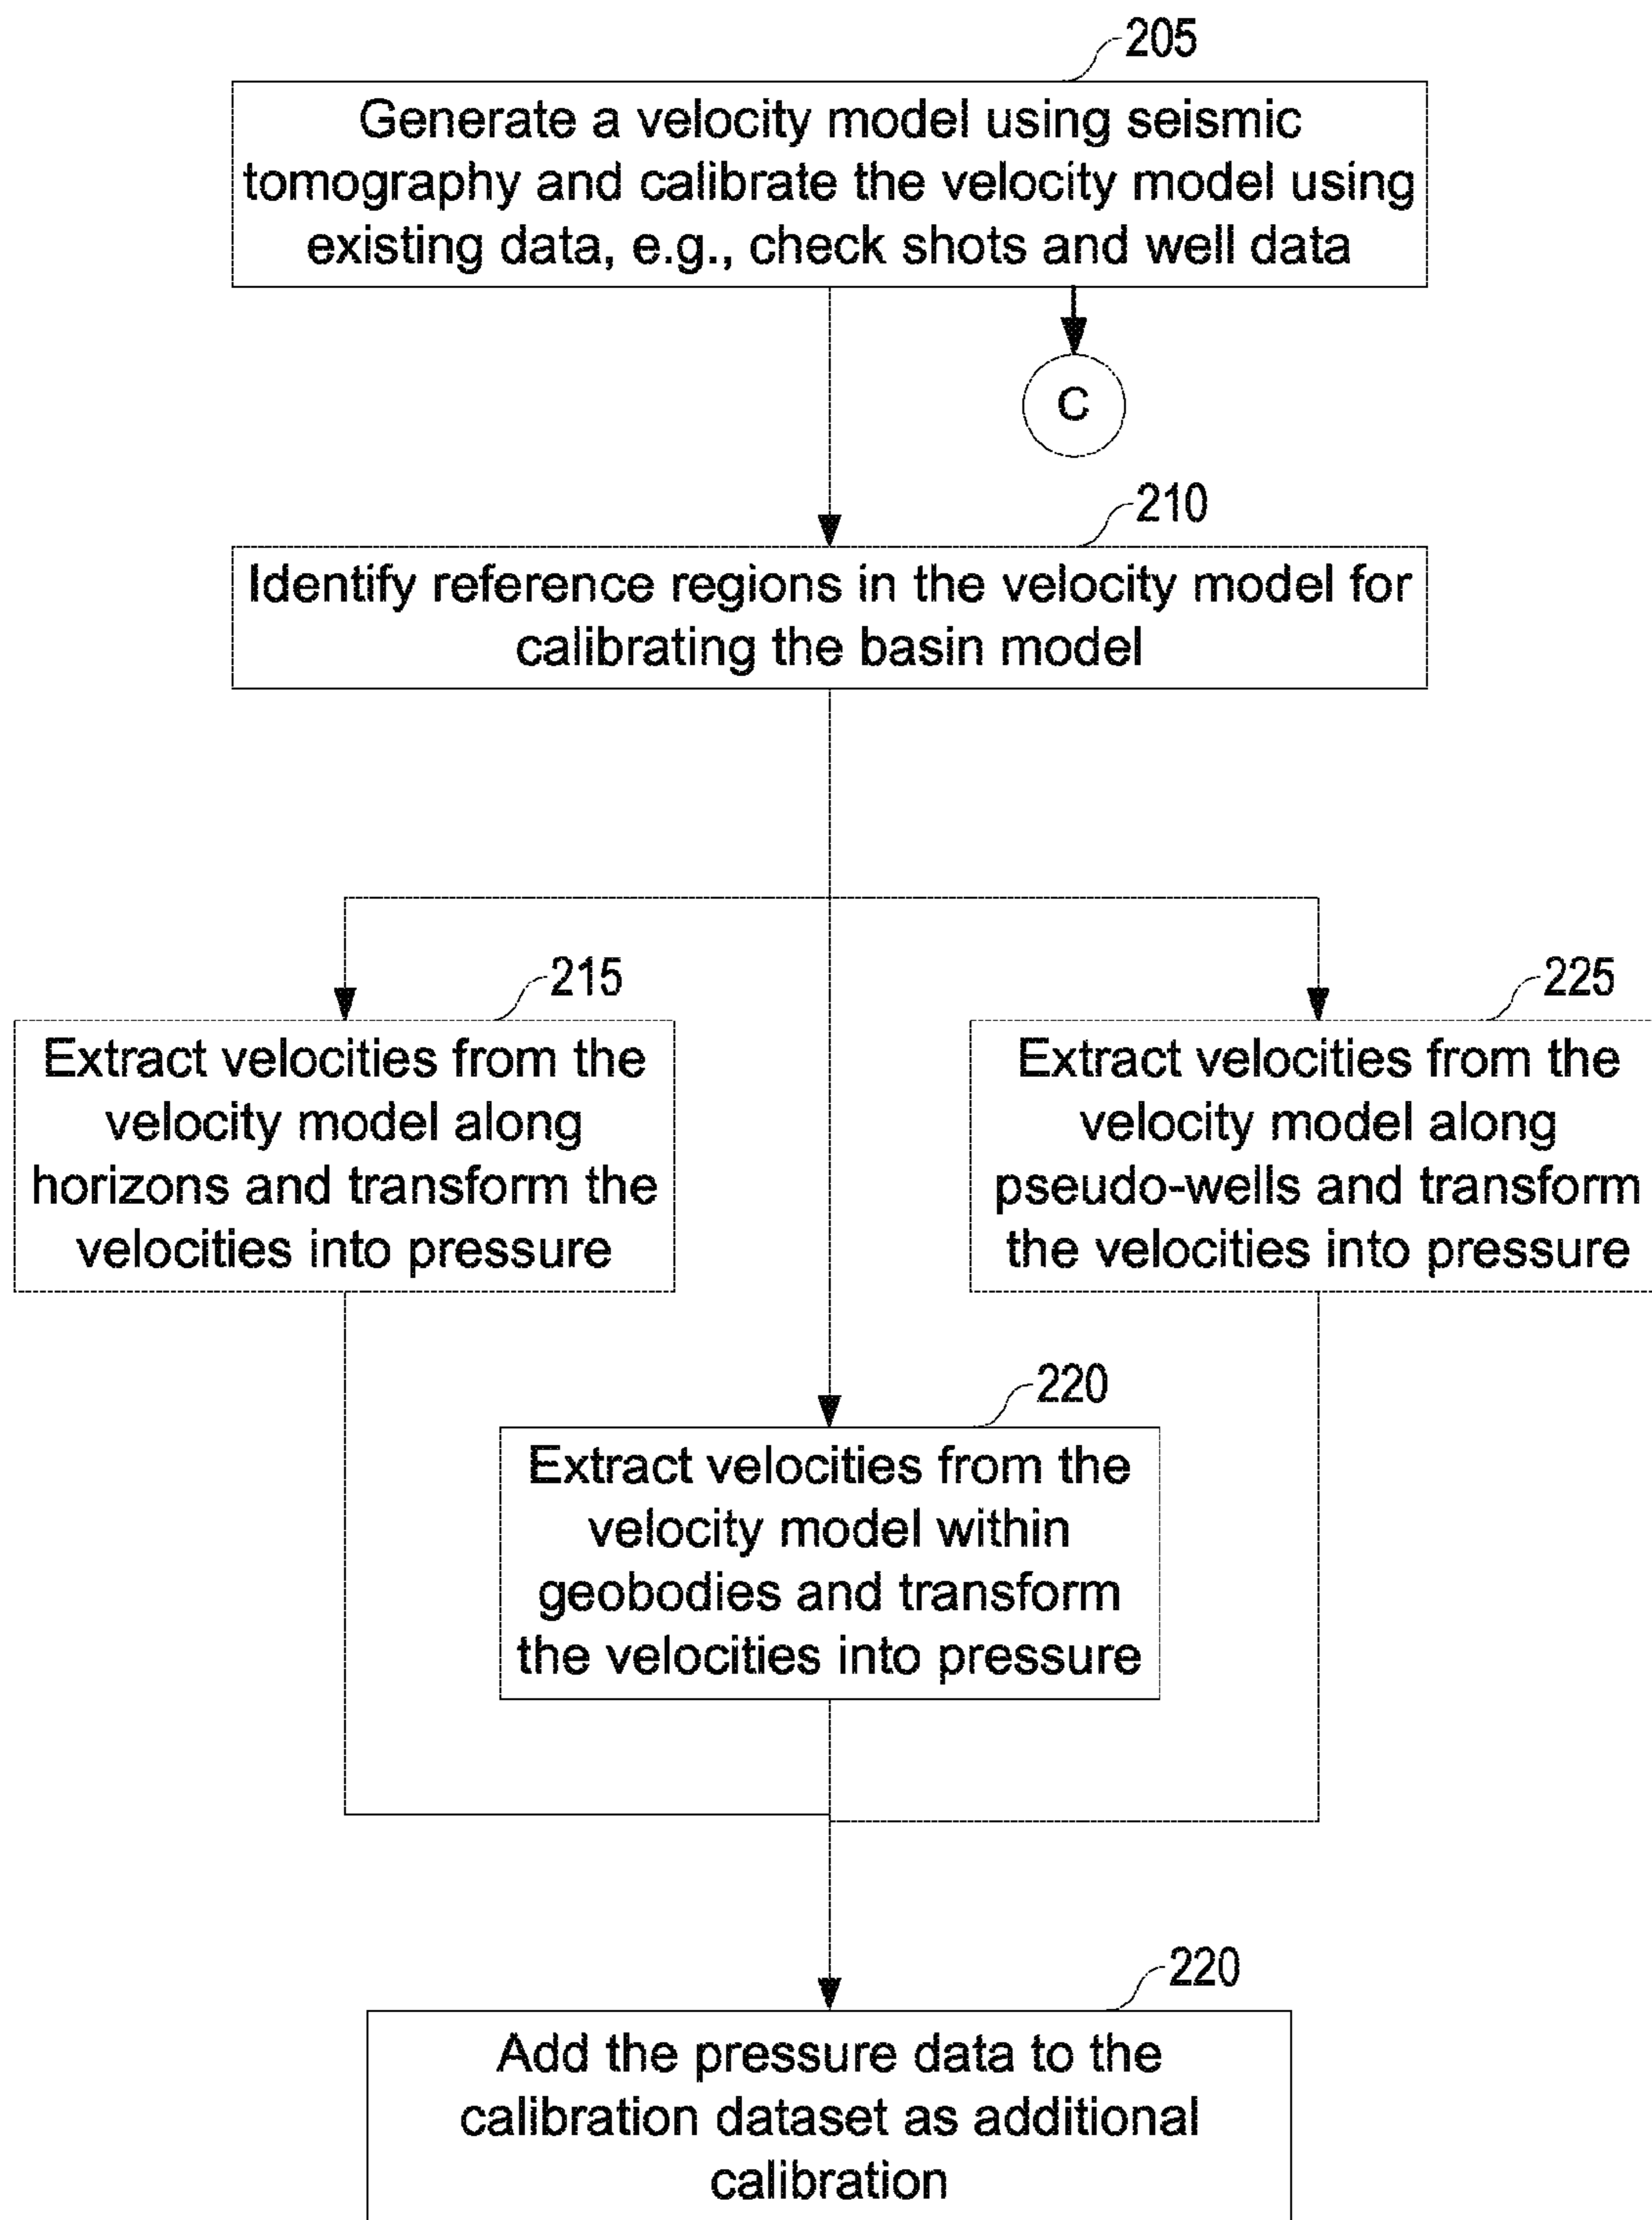 205
Generate a velocity model using seismic
tomography and calibrate the velocity model using
existing data, e.g., check shots and well data
C
210
Identify reference regions in the velocity model for
calibrating the basin model
215
Extract velocities from the
velocity model along
horizons and transform the
velocities into pressure
225
Extract velocities from the
velocity model along
pseudo-wells and transform
the velocities into pressure
220
Extract velocities from the
velocity model within
geobodies and transform
the velocities into pressure
220
Add the pressure data to the
calibration dataset as additional
calibration